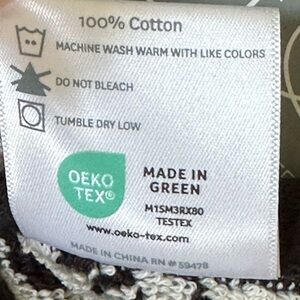 100% Cotton
MACHINE WASH WARM WITH LIKE COLORS
DO NOT BLEACH
TUMBLE DRY LOW
OEKO
TEX®
MADE IN
GREEN
M1SM3RX80
TESTEX
www.oeko-tex.com
MADE IN CHINA RN # 59478